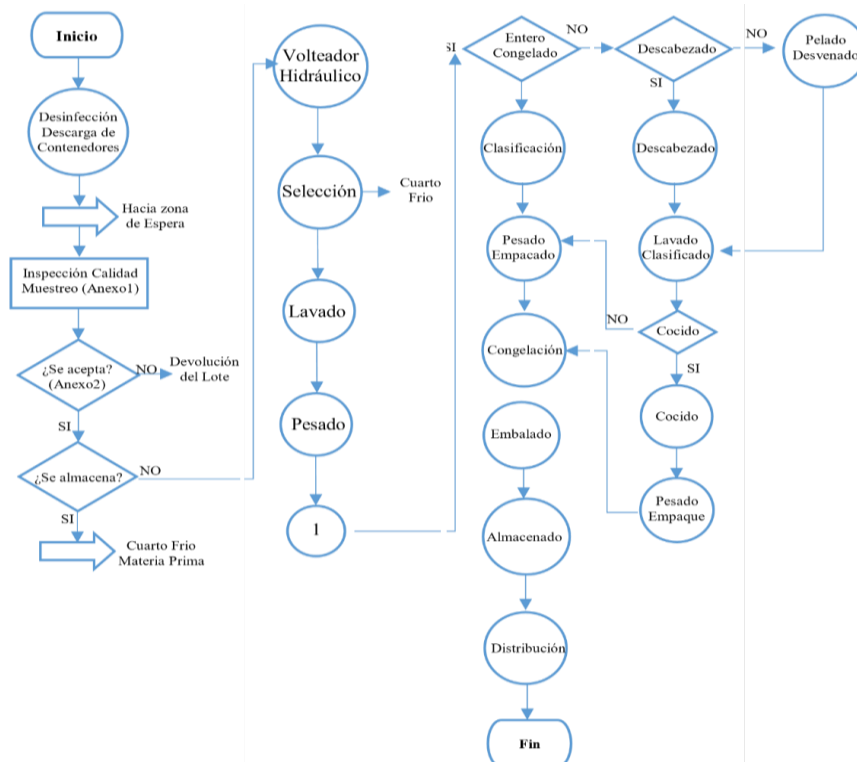 Inicio
Desinfección
Descarga de
Contenedores
Hacia zona
de Espera
Inspección Calidad
Muestreo (Anexo1)
¿Se acepta?
(Anexo2)
NO
Devolución
del Lote
SI
¿Se almacena?
NO
SI
Cuarto Frio
Materia Prima
Volteador
Hidráulico
Selección
Cuarto
Frio
Lavado
Pesado
1
SI
Entero
Congelado
NO
Clasificación
Pesado
Empacado
Congelación
Embalado
Almacenado
Distribución
Fin
Descabezado
NO
SI
Descabezado
Lavado
Clasificado
Cocido
NO
SI
Cocido
Pesado
Empaque
Pelado
Desvenado